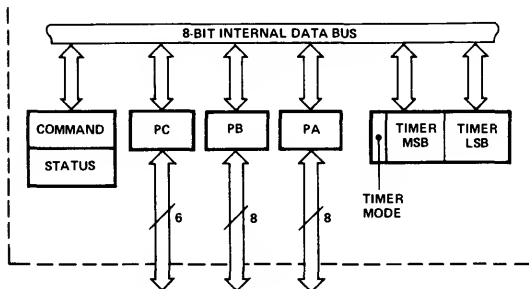 8-BIT INTERNAL DATA BUS
COMMAND
STATUS
PC
PB
PA
TIMER
MSB
TIMER
LSB
TIMER
MODE
6
8
8